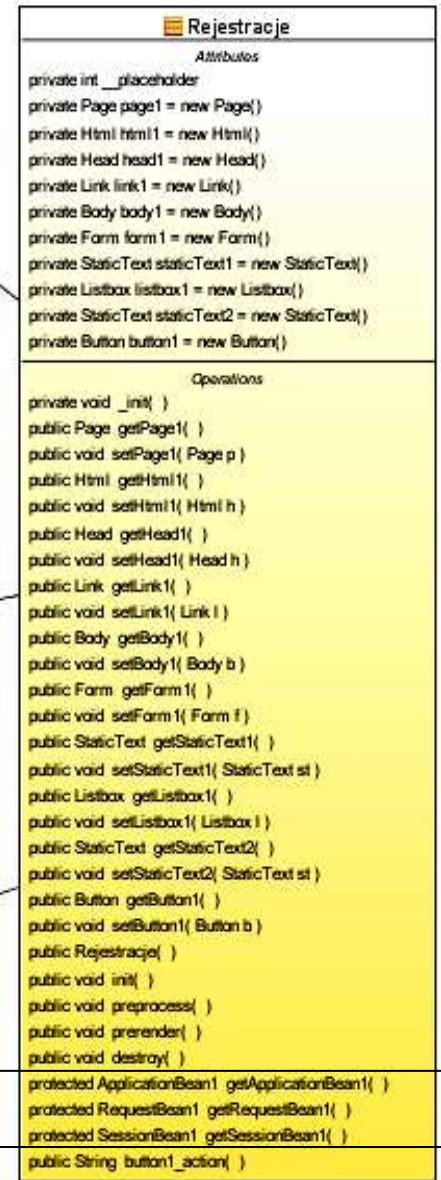 Rejestracje
Attributes
private int __placeholder
private Page page1 = new Page()
private Html html1 = new Html()
private Head head1 = new Head()
private Link link1 = new Link()
private Body body1 = new Body()
private Form form1 = new Form()
private StaticText staticText1 = new StaticText()
private Listbox listbox1 = new Listbox()
private StaticText staticText2 = new StaticText()
private Button button1 = new Button()
Operations
private void _init( )
public Page getPage1( )
public void setPage1( Page p )
public Html getHtml1( )
public void setHtml1( Html h )
public Head getHead1( )
public void setHead1( Head h )
public Link getLink1( )
public void setLink1( Link l )
public Body getBody1( )
public void setBody1( Body b )
public Form getForm1( )
public void setForm1( Form f )
public StaticText getStaticText1( )
public void setStaticText1( StaticText st )
public Listbox getListbox1( )
public void setListbox1( Listbox l )
public StaticText getStaticText2( )
public void setStaticText2( StaticText st )
public Button getButton1( )
public void setButton1( Button b )
public Rejestracje( )
public void init( )
public void preprocess( )
public void prerender( )
public void destroy( )
protected ApplicationBean1 getApplicationBean1( )
protected RequestBean1 getRequestBean1( )
protected SessionBean1 getSessionBean1( )
public String button1_action( )